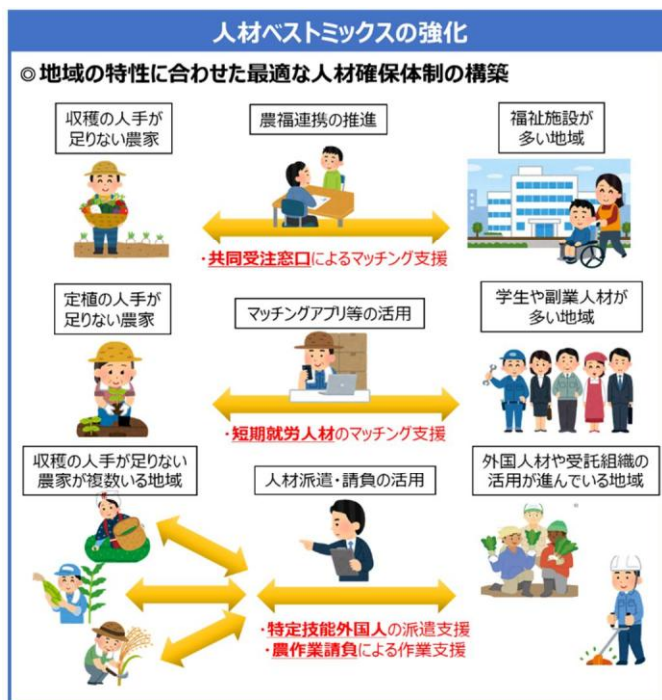 人材ベストミックスの強化
◎地域の特性に合わせた最適な人材確保体制の構築
収穫の人手が
足りない農家
農福連携の推進
福祉施設が
多い地域
・共同受注窓口によるマッチング支援
定植の人手が
足りない農家
マッチングアプリ等の活用
学生や副業人材が
多い地域
・短期就労人材のマッチング支援
収穫の人手が足りない
農家が複数いる地域
人材派遣・請負の活用
外国人材や受託組織の
活用が進んでいる地域
・特定技能外国人の派遣支援
・農作業請負による作業支援